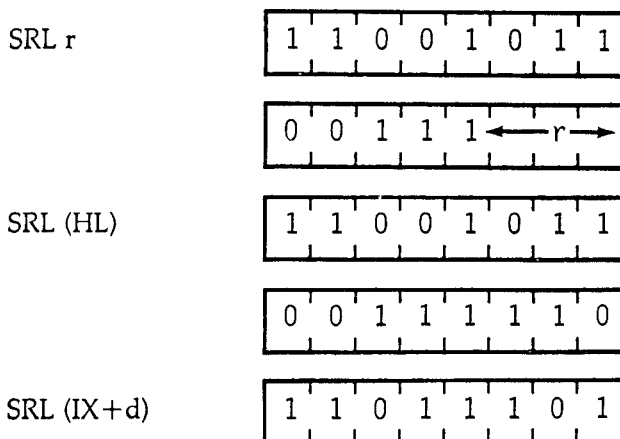 SRL r 1 1 0 0 1 0 1 1
0 0 1 1 1 r
SRL (HL) 1 1 0 0 1 0 1 1
0 0 1 1 1 1 1 0
SRL (IX+d) 1 1 0 1 1 1 0 1